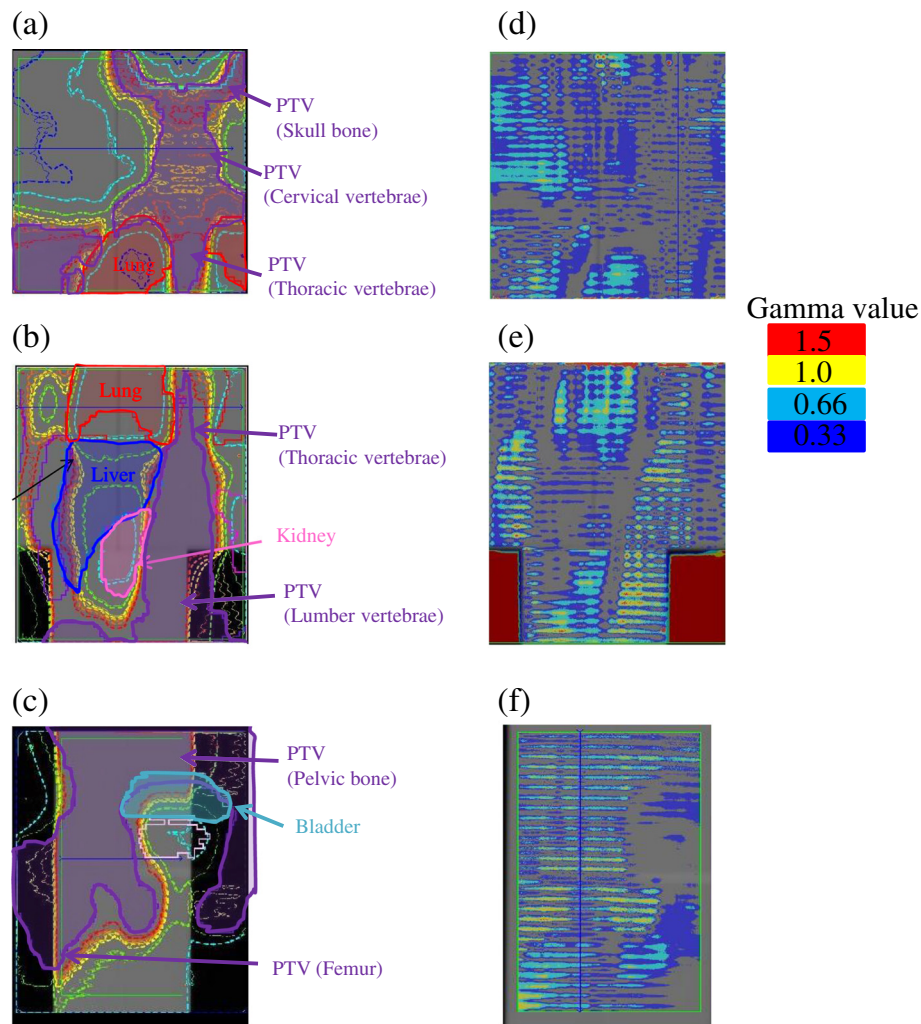 (a)
PTV
(Skull bone)
PTV
(Cervical vertebrae)
Lung
PTV
(Thoracic vertebrae)
(b)
Lung
PTV
(Thoracic vertebrae)
Liver
Kidney
PTV
(Lumber vertebrae)
(c)
PTV
(Pelvic bone)
Bladder
PTV (Femur)
(d)
(e)
Gamma value
1.5
1.0
0.66
0.33
(f)